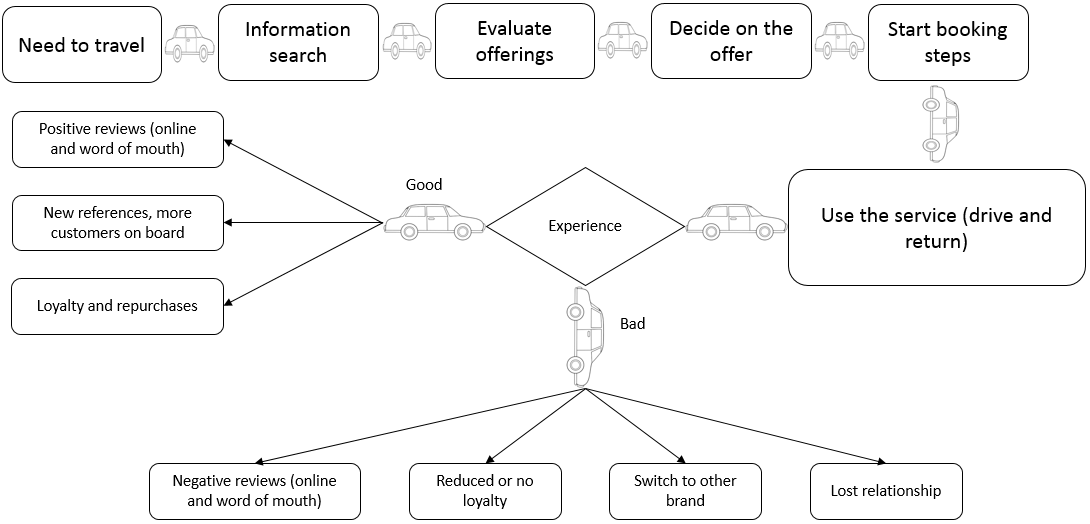 Need to travel
Information
search
Evaluate
offerings
Decide on the
offer
Start booking
steps
Positive reviews (online
and word of mouth)
New references, more
customers on board
Loyalty and repurchases
Good
Experience
Use the service (drive and
return)
Bad
Negative reviews (online
and word of mouth)
Reduced or no
loyalty
Switch to other
brand
Lost relationship